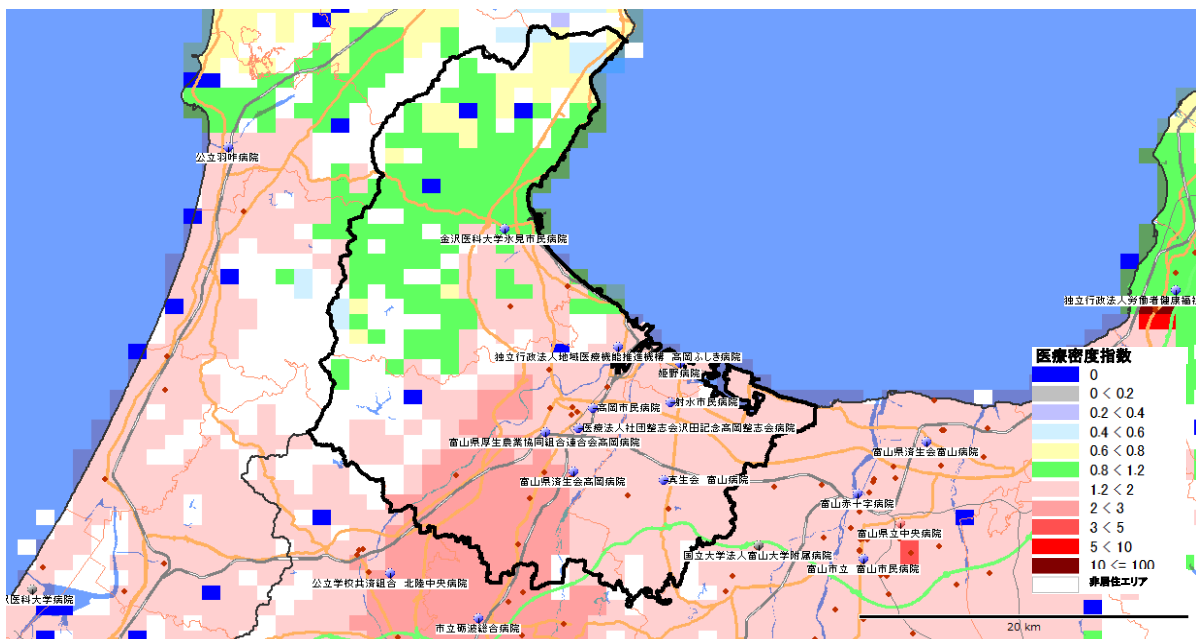 公立羽咋病院
金沢医科大学氷見市民病院
独立行政法人労働者健康福祉
独立行政法人地域医療機能推進機構　高岡ふしき病院
姫野病院
射水市民病院
高岡市民病院
医療法人社団整志会沢田記念高岡整志会病院
富山県厚生農業協同組合連合会高岡病院
富山県済生会富山病院
富山県済生会高岡病院
真生会　富山病院
富山赤十字病院
富山県立中央病院
国立大学法人富山大学附属病院
富山市立　富山市民病院
公立学校共済組合　北陸中央病院
沢医科大学病院
市立砺波総合病院
医療密度指数
0
0 < 0.2
0.2 < 0.4
0.4 < 0.6
0.6 < 0.8
0.8 < 1.2
1.2 < 2
2 < 3
3 < 5
5 < 10
10 <= 100
非居住エリア
20 km